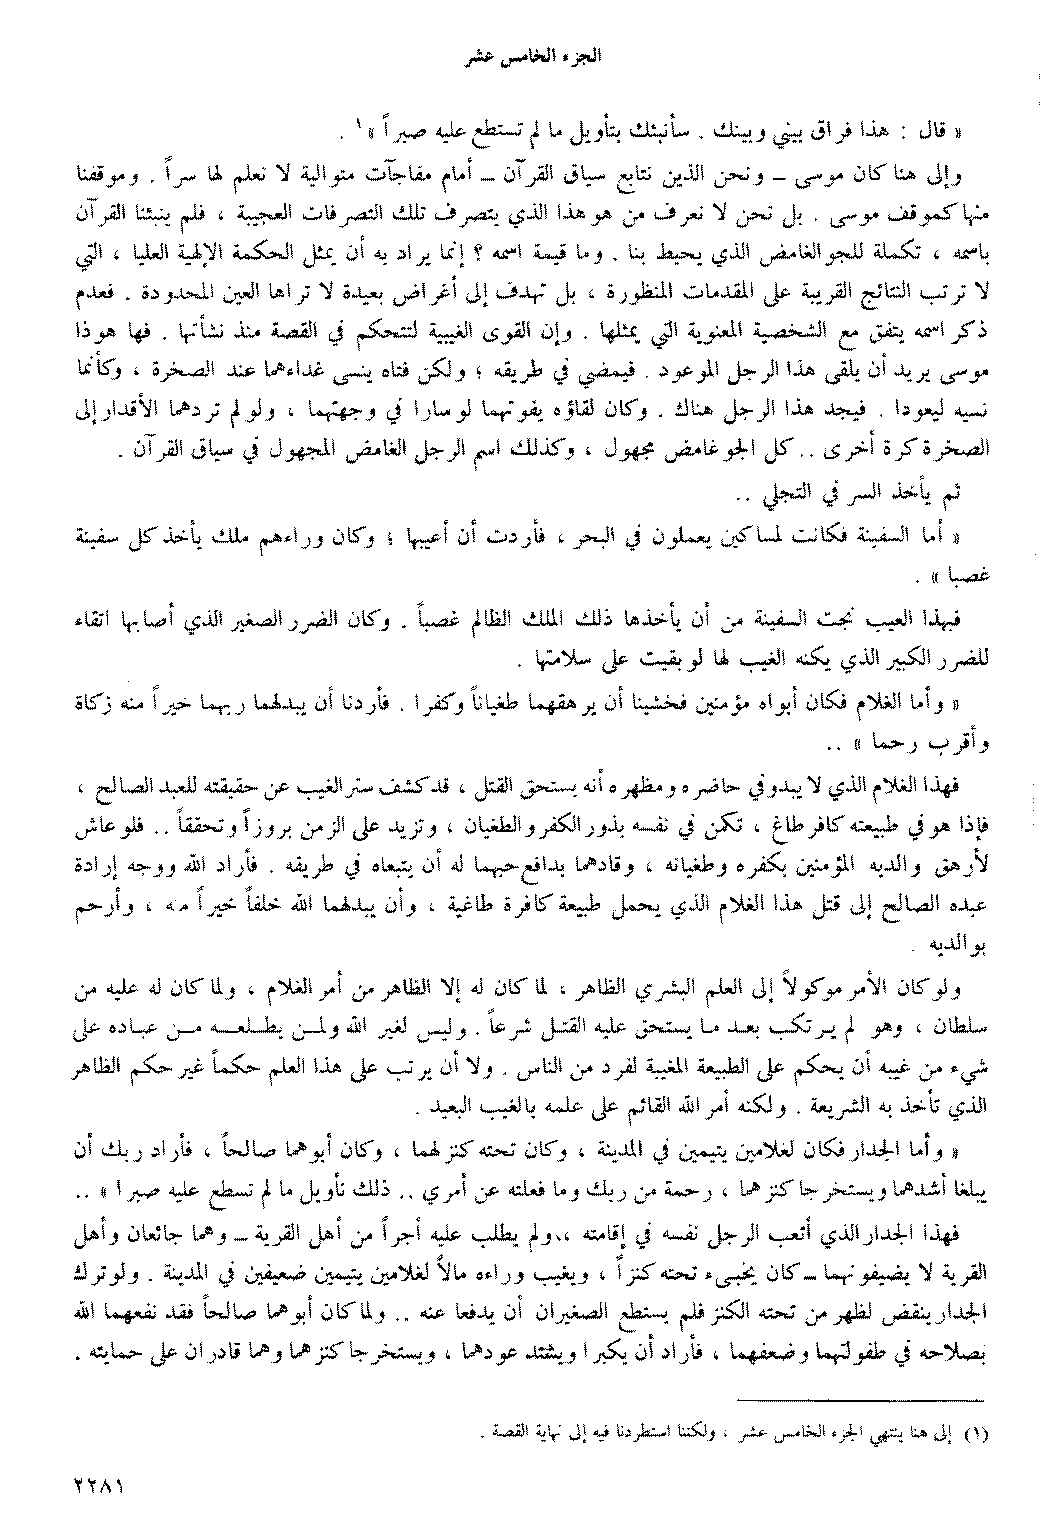 الجزء الخامس عشر
« قال : هذا فراق بيني وبينك . سأنبئك بتأويل ما لم تستطع عليه صبراً »١ .
وإلى هنا كان موسى – ونحن الذين نتابع سياق القرآن – أمام مفاجآت متوالية لا نعلم لها سراً . وموقفنا
منها كموقف موسى . بل نحن لا نعرف من هو هذا الذي يتصرف تلك التصرفات العجيبة ، فلم ينبئنا القرآن
باسمه ، تكملة للجو الغامض الذي يحيط بنا . وما قيمة اسمه ؟ إنما يراد به أن يمثل الحكمة الإلهية العليا ، التي
لا ترتب النتائج القريبة على المقدمات المنظورة ، بل تهدف إلى أغراض بعيدة لا تراها العين المحدودة . فعدم
ذكر اسمه يتفق مع الشخصية المعنوية التي يمثلها . وإن القوى الغيبية لتتحكم في القصة منذ نشأتها . فها هوذا
موسى يريد أن يلقى هذا الرجل الموعود . فيمضي في طريقه ؛ ولكن فتاه ينسى غداءهما عند الصخرة ، وكأنما
نسيه ليعودا . فيجد هذا الرجل هناك . وكان لقاؤه يفوتهما لو سارا في وجهتهما ، ولو لم تردهما الأقدار إلى
الصخرة كرة أخرى .. كل الجو غامض مجهول ، وكذلك اسم الرجل الغامض المجهول في سياق القرآن .
ثم يأخذ السر في التجلي ..
« أما السفينة فكانت لمساكين يعملون في البحر ، فأردت أن أعيبها ؛ وكان وراءهم ملك يأخذ كل سفينة
غصبا » .
فبهذا العيب نجت السفينة من أن يأخذها ذلك الملك الظالم غصباً . وكان الضرر الصغير الذي أصابها اتقاء
للضرر الكبير الذي يكنه الغيب لها لو بقيت على سلامتها .
« وأما الغلام فكان أبواه مؤمنين فخشينا أن يرهقهما طغياناً وكفرا . فأردنا أن يبدلهما ربهما خيراً منه زكاة
وأقرب رحما » ..
فهذا الغلام الذي لا يبدو في حاضره ومظهره أنه يستحق القتل ، قد كشف ستر الغيب عن حقيقته للعبد الصالح ،
فإذا هو في طبيعته كافر طاغ ، تكمن في نفسه بذور الكفر والطغيان ، وتزيد على الزمن بروزاً وتحققاً .. فلو عاش
لأرهق والديه المؤمنين بكفره وطغيانه ، وقادهما بدافع حبهما له أن يتبعاه في طريقه . فأراد الله ووجه إرادة
عبده الصالح إلى قتل هذا الغلام الذي يحمل طبيعة كافرة طاغية ، وأن يبدلهما الله خلفاً خيراً منه ، وأرحم
بوالديه .
ولو كان الأمر موكولاً إلى العلم البشري الظاهر ، لما كان له إلا الظاهر من أمر الغلام ، ولما كان له عليه من
سلطان ، وهو لم يرتكب بعد ما يستحق عليه القتل شرعاً . وليس لغير الله ولمن يطلعه من عباده على
شيء من غيبه أن يحكم على الطبيعة المغيبة لفرد من الناس . ولا أن يرتب على هذا العلم حكماً غير حكم الظاهر
الذي تأخذ به الشريعة . ولكنه أمر الله القائم على علمه بالغيب البعيد .
« وأما الجدار فكان لغلامين يتيمين في المدينة ، وكان تحته كنز لهما ، وكان أبوهما صالحاً ، فأراد ربك أن
يبلغا أشدهما ويستخرجا كنزهما ، رحمة من ربك وما فعلته عن أمري .. ذلك تأويل ما لم تسطع عليه صبرا » ..
فهذا الجدار الذي أتعب الرجل نفسه في إقامته ،،ولم يطلب عليه أجراً من أهل القرية – وهما جائعان وأهل
القرية لا يضيفونهما – كان يخبىء تحته كنزاً ، ويغيب وراءه مالاً لغلامين يتيمين ضعيفين في المدينة . ولو ترك
الجدار ينقض لظهر من تحته الكنز فلم يستطع الصغيران أن يدفعا عنه .. ولما كان أبوهما صالحاً فقد نفعهما الله
بصلاحه في طفولتهما وضعفهما ، فأراد أن يكبرا ويشتد عودهما ، ويستخرجا كنزهما وهما قادران على حمايته .
(١) إلى هنا ينتهي الجزء الخامس عشر ، ولكننا استطردنا فيه إلى نهاية القصة .
٢٢٨١